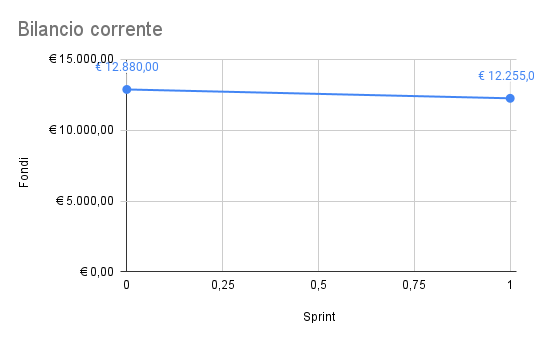 Bilancio corrente
€ 15.000,00
€ 12.880,00
€ 12.255,0
€ 10.000,00
Fondi
€ 5.000,00
€ 0,00
0 0,25 0,5 0,75 1
Sprint